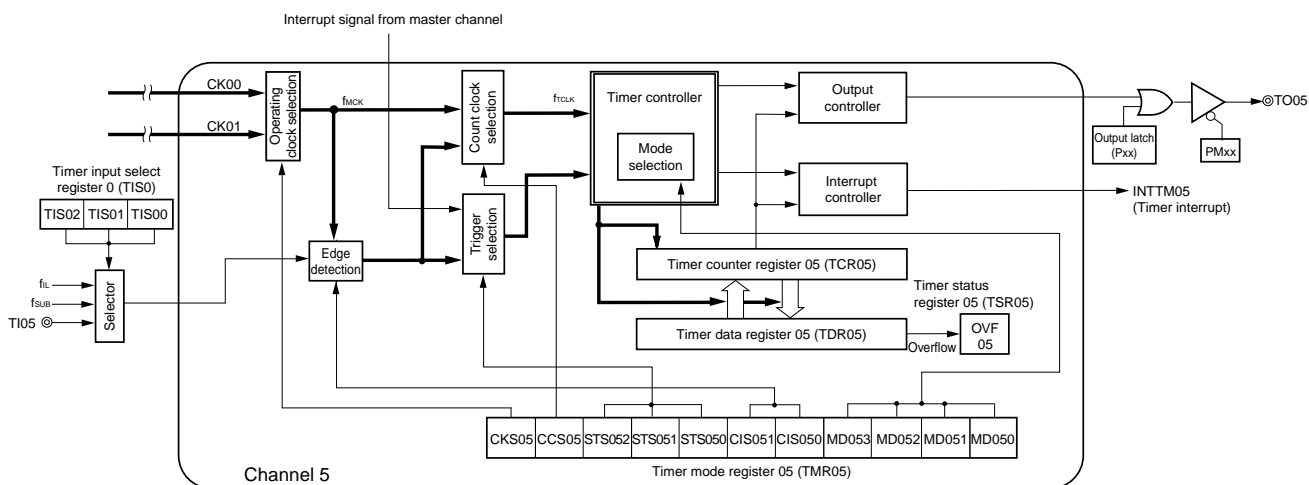 Interrupt signal from master channel
CK00
CK01
Operating
clock selection
fMCK
Count clock
selection
fTCLK
Timer controller
Mode
selection
Output
controller
TO05
Output latch
(Pxx)
PMxx
Interrupt
controller
INTTM05
(Timer interrupt)
Timer input select
register 0 (TIS0)
TIS02 TIS01 TIS00
Trigger
selection
Edge
detection
fIL
fSUB
TI05
Selector
Timer counter register 05 (TCR05)
Timer status
register 05 (TSR05)
Timer data register 05 (TDR05)
Overflow
OVF
05
CKS05 CCS05 STS052 STS051 STS050 CIS051 CIS050 MD053 MD052 MD051 MD050
Channel 5
Timer mode register 05 (TMR05)